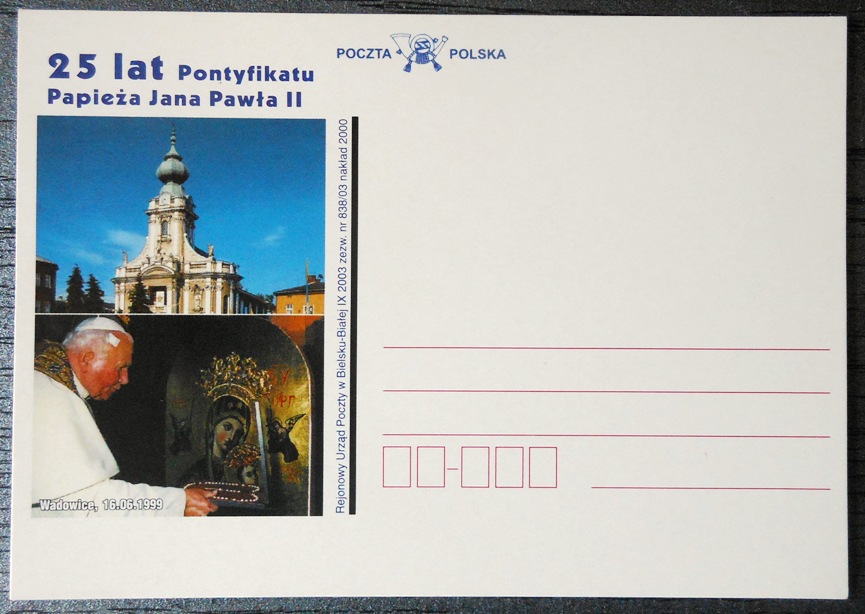 25 lat Pontyfikatu
Papieża Jana Pawła II
POCZTA POLSKA
Rejonowy Urząd Poczty w Bielsku-Białej IX 2003 zezw. nr 838/03 nakład 2000
Wadowice, 16.06.1999